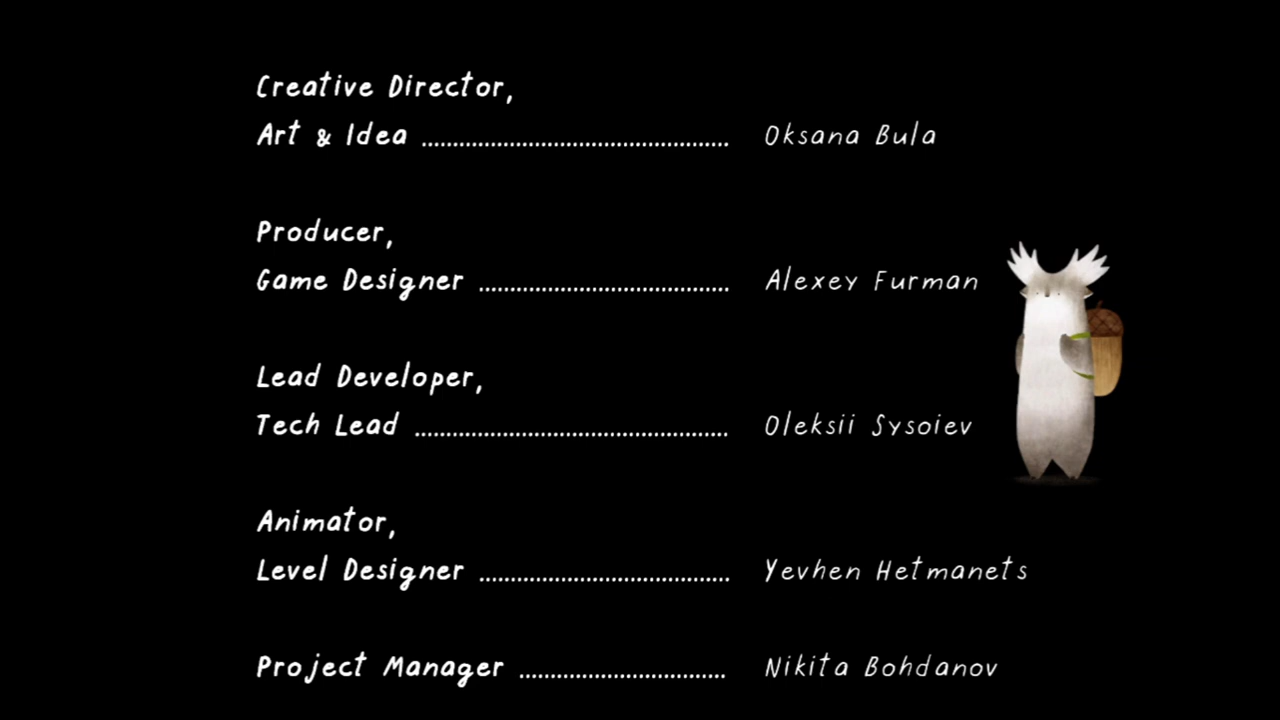 Creative Director,
Art & Idea ........................................................ Oksana Bula
Producer,
Game Designer .............................................. Alexey Furman
Lead Developer,
Tech Lead ......................................................... Oleksii Sysoiev
Animator,
Level Designer .............................................. Yevhen Hetmanets
Project Manager ...................................... Nikita Bohdanov